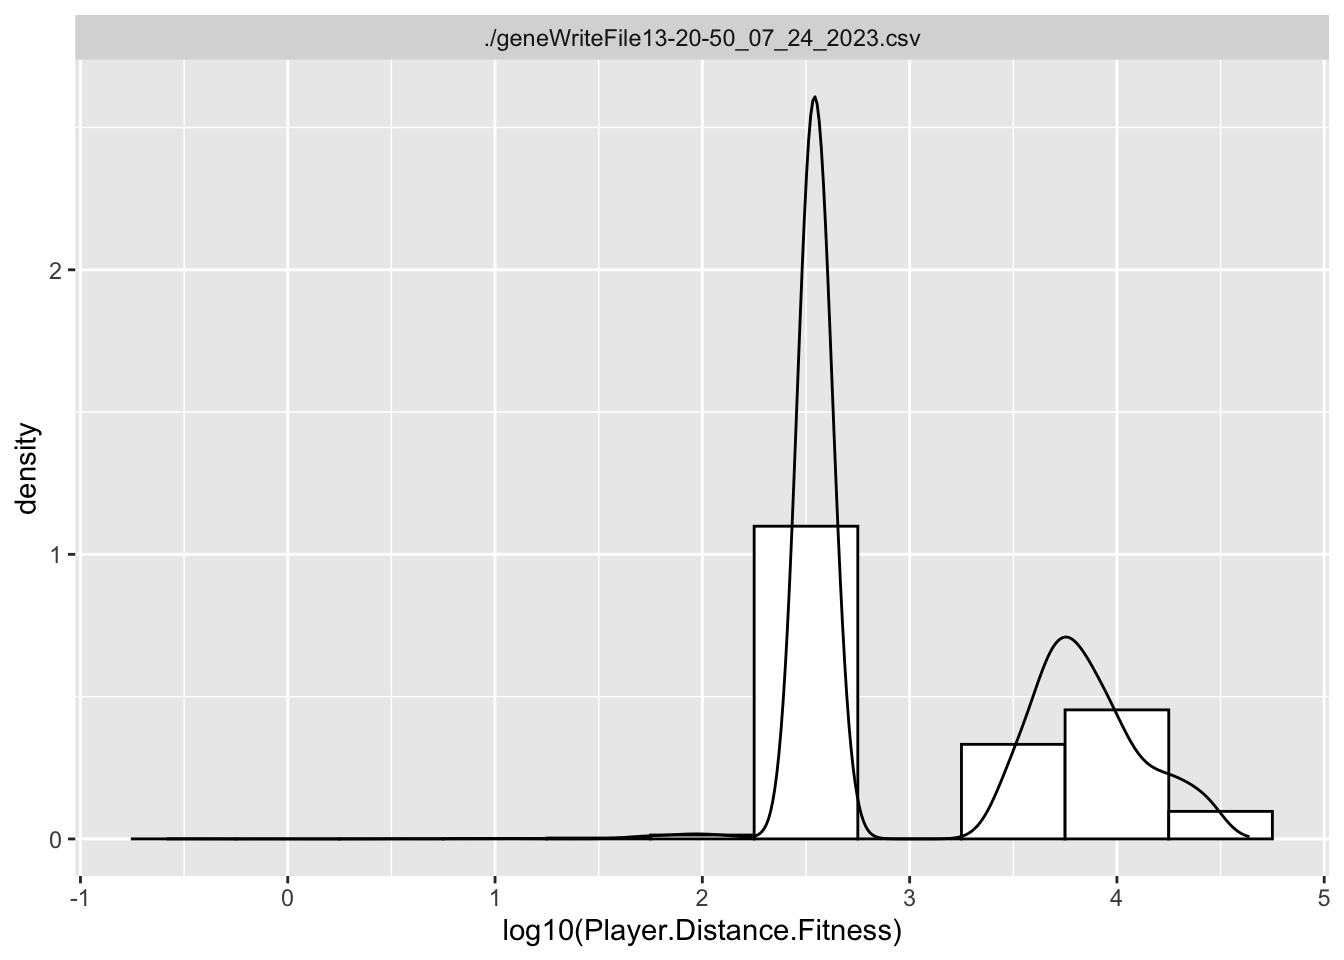 ./geneWriteFile13-20-50_07_24_2023.csv
density
2
1
0
-1 0 1 2 3 4 5
log10(Player.Distance.Fitness)